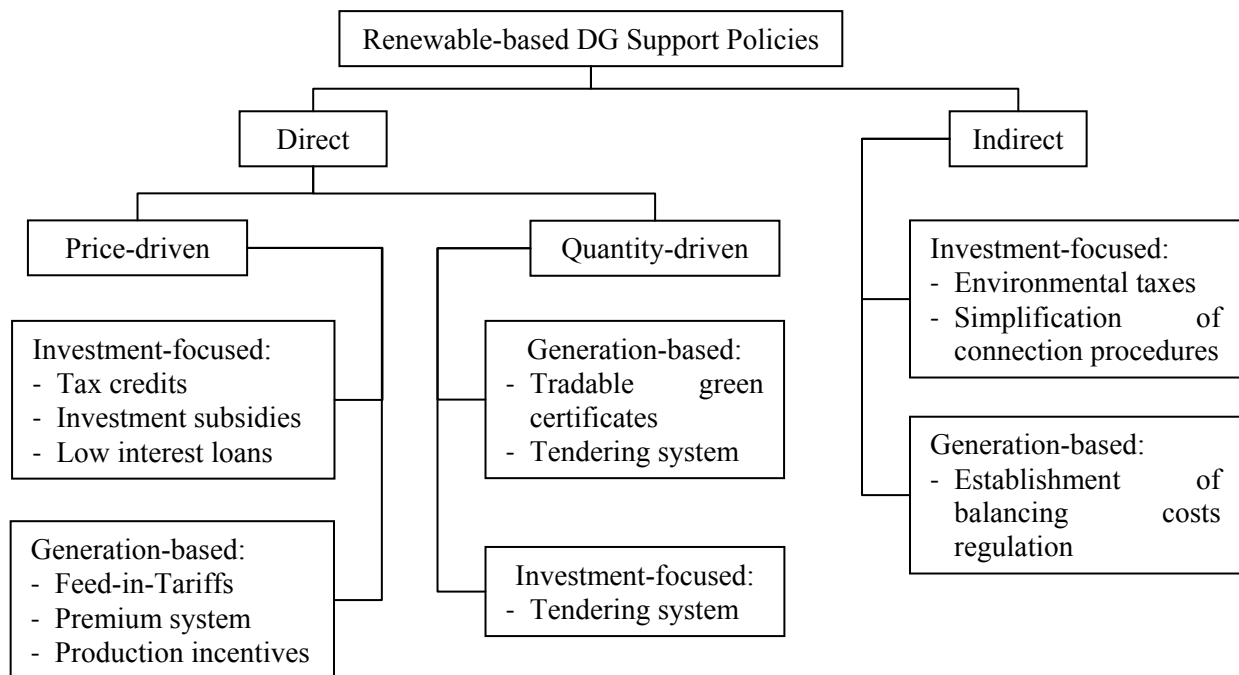 Renewable-based DG Support Policies
Direct
Indirect
Price-driven
Quantity-driven
Investment-focused:
- Tax credits
- Investment subsidies
- Low interest loans
Generation-based:
- Feed-in-Tariffs
- Premium system
- Production incentives
Generation-based:
- Tradable green
certificates
- Tendering system
Investment-focused:
- Tendering system
Investment-focused:
- Environmental taxes
- Simplification of
connection procedures
Generation-based:
- Establishment of
balancing costs
regulation